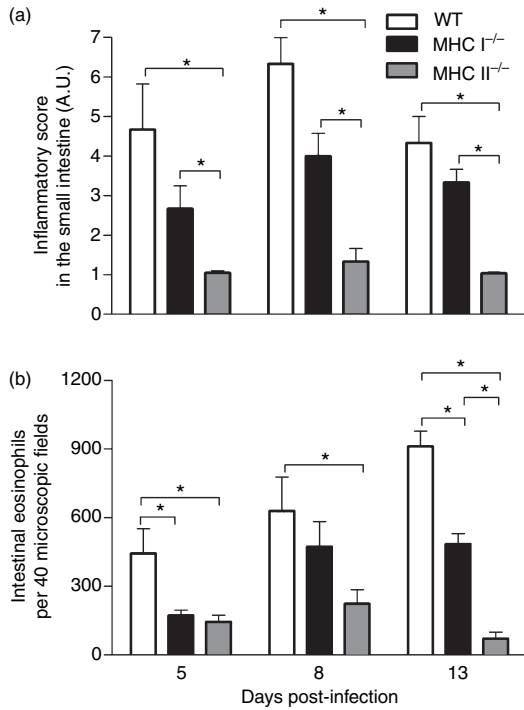 (a)
Inflammatory score
in the small intestine (A.U.)
7
6
5
4
3
2
1
0
*
*
*
*
*
*
WT
MHC I−/−
MHC II−/−
(b)
Intestinal eosinophils
per 40 microscopic fields
1200
900
600
300
0
*
*
*
*
*
*
5
8
13
Days post-infection